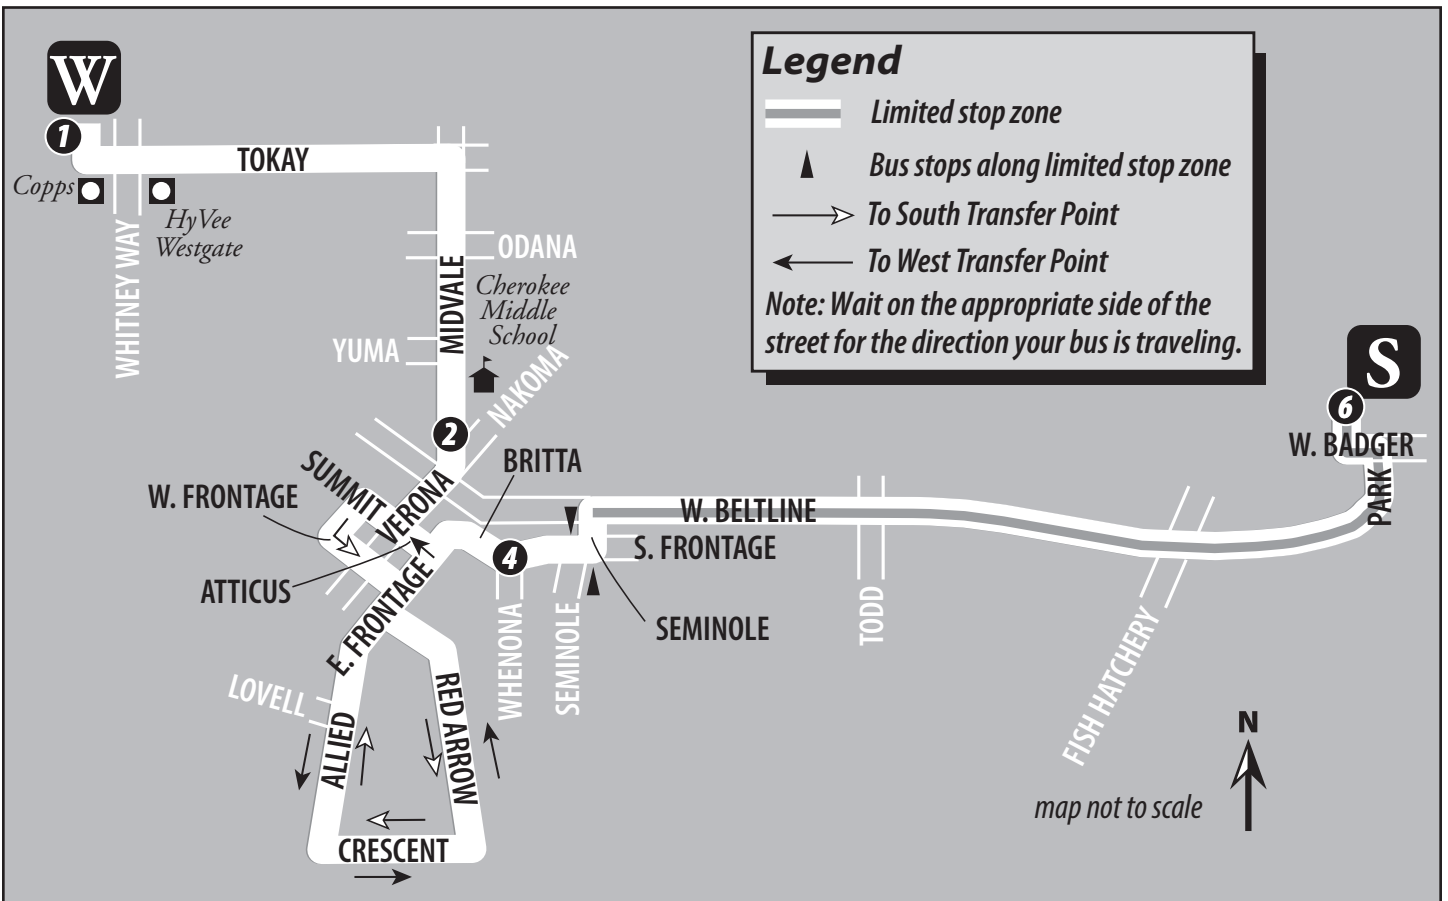 W
1
TOKAY
Copps
HyVee
Westgate
WHITNEY WAY
ODANA
MIDVALE
Cherokee
Middle
School
YUMA
NAKOMA
2
SUMMIT
VERONA
W. FRONTAGE
BRITTA
ATTICUS
E. FRONTAGE
4
W. BELTLINE
S. FRONTAGE
SEMINOLE
WHENONA
SEMINOLE
TODD
FISH HATCHERY
LOVELL
ALLIED
RED ARROW
CRESCENT
Legend
Limited stop zone
Bus stops along limited stop zone
To South Transfer Point
To West Transfer Point
Note: Wait on the appropriate side of the
street for the direction your bus is traveling.
S
6
W. BADGER
PARK
N
map not to scale